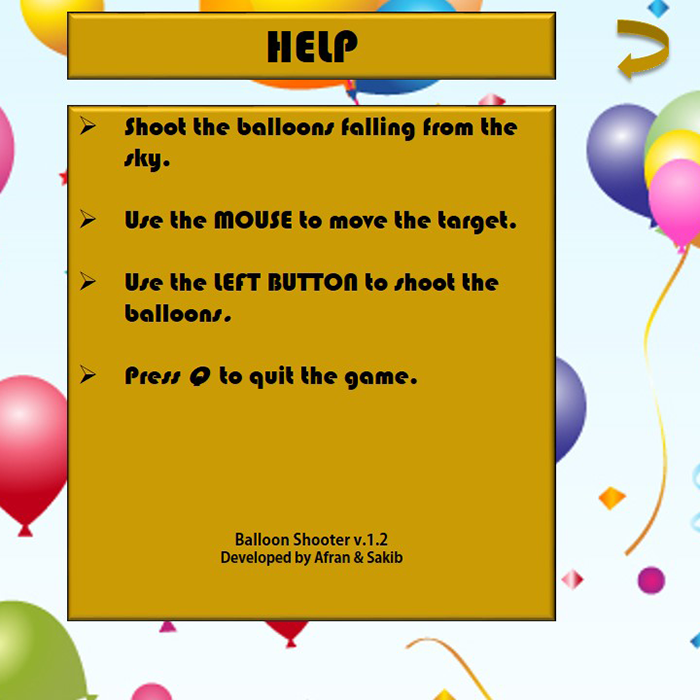 HELP
Shoot the balloons falling from the
sky.
Use the MOUSE to move the target.
Use the LEFT BUTTON to shoot the
balloons.
Press Q to quit the game.
Balloon Shooter v.1.2
Developed by Afran & Sakib